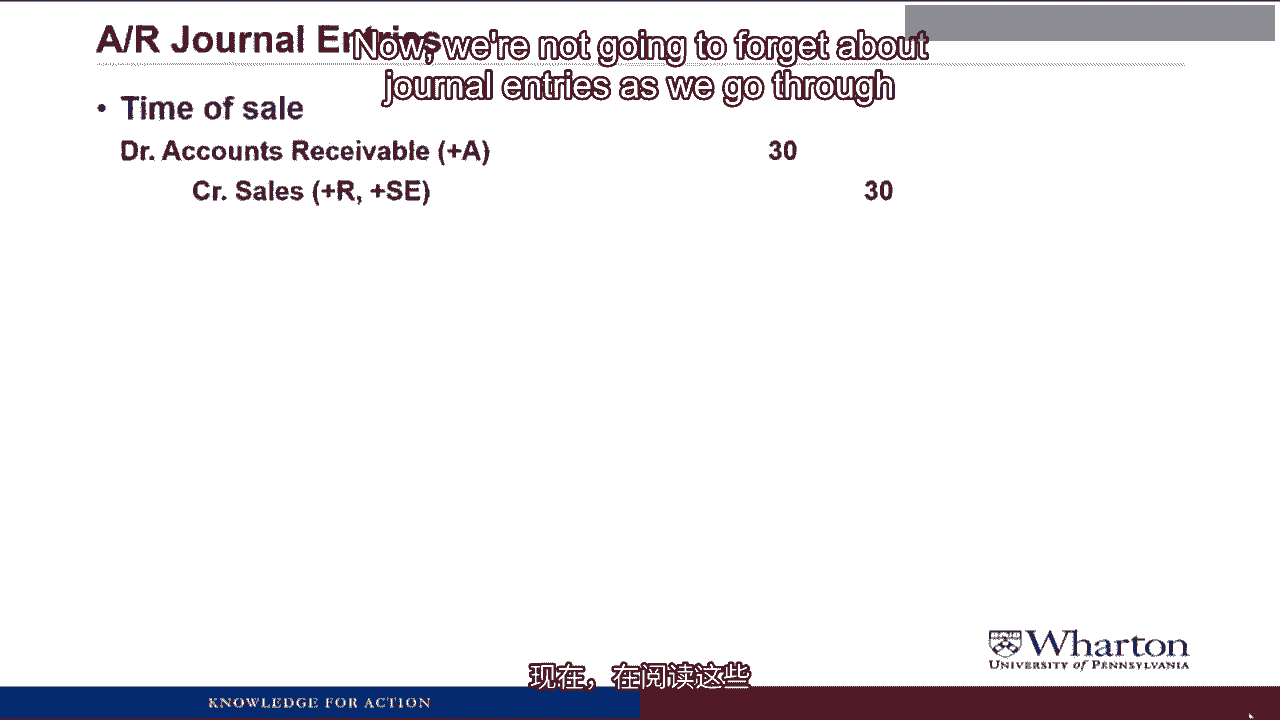 A/R Journal Entries
Now, we're not going to forget about
journal entries as we go through
• Time of sale
Dr. Accounts Receivable (+A) 30
Cr. Sales (+R, +SE) 30
Wharton
UNIVERSITY of PENNSYLVANIA
现在，在阅读这些
KNOWLEDGE FOR ACTION